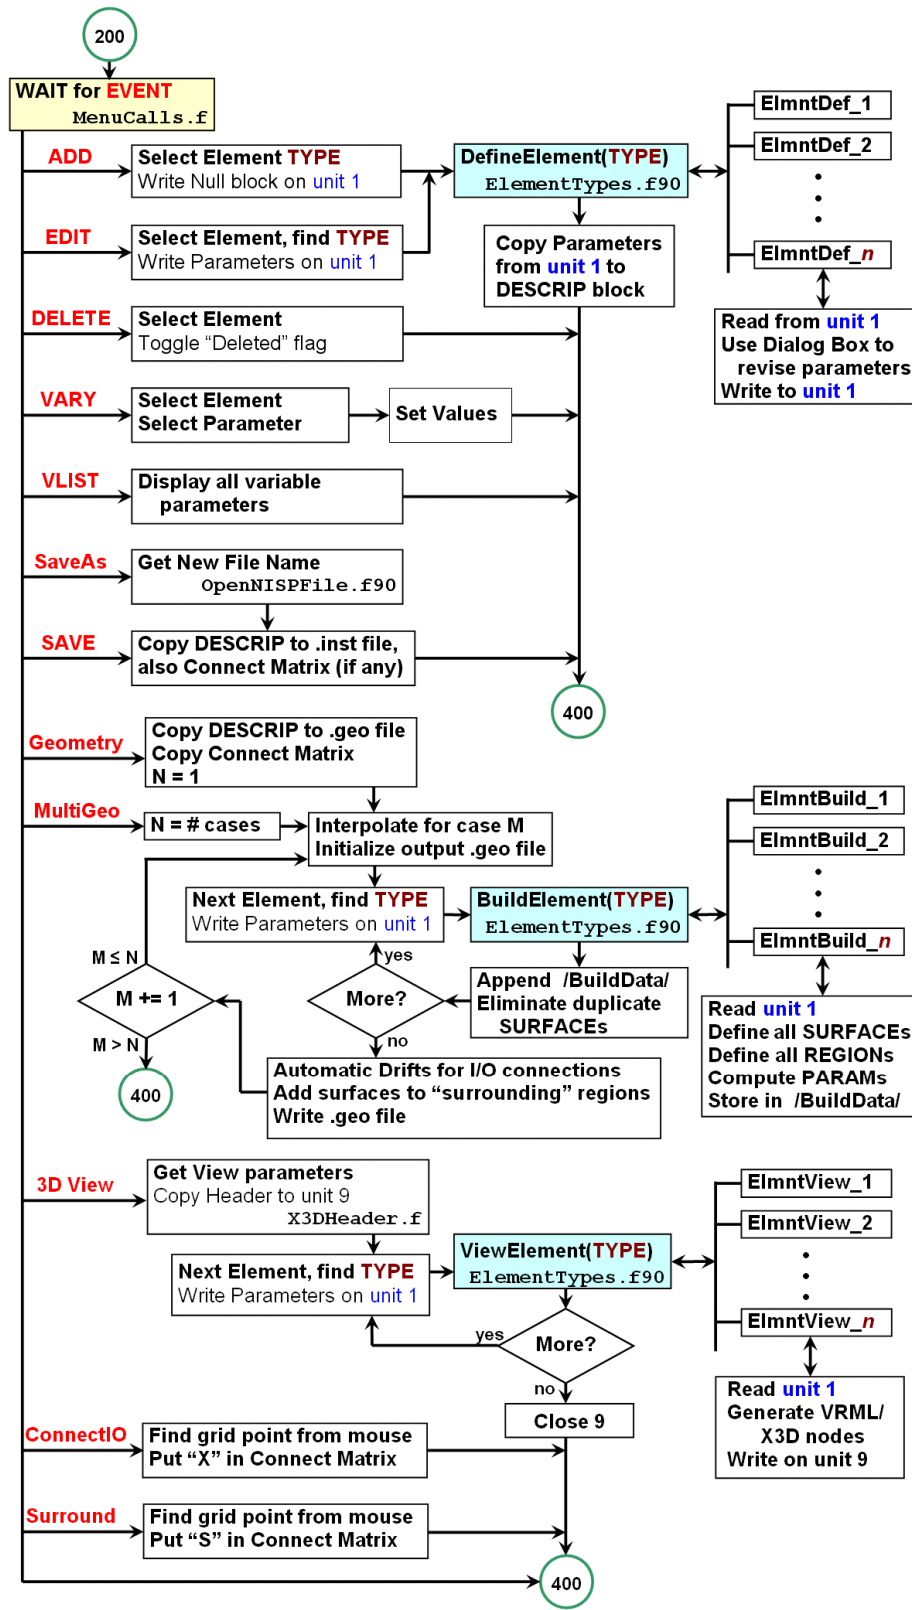 200
WAIT for EVENT
MenuCalls.f
ADD
Select Element TYPE
Write Null block on unit 1
DefineElement(TYPE)
ElementTypes.f90
ElmntDef_1
ElmntDef_2
ElmntDef_n
EDIT
Select Element, find TYPE
Write Parameters on unit 1
Copy Parameters
from unit 1 to
DESCRIP block
Read from unit 1
Use Dialog Box to
revise parameters
Write to unit 1
DELETE
Select Element
Toggle “Deleted” flag
VARY
Select Element
Select Parameter
Set Values
VLIST
Display all variable
parameters
SaveAs
Get New File Name
OpenNISPFile.f90
SAVE
Copy DESCRIP to .inst file,
also Connect Matrix (if any)
400
Geometry
Copy DESCRIP to .geo file
Copy Connect Matrix
N = 1
MultiGeo
N = # cases
Interpolate for case M
Initialize output .geo file
Next Element, find TYPE
Write Parameters on unit 1
BuildElement(TYPE)
ElementTypes.f90
ElmntBuild_1
ElmntBuild_2
ElmntBuild_n
Append /BuildData/
Eliminate duplicate
SURFACEs
More?
yes
no
M ≤ N
M += 1
M > N
400
Automatic Drifts for I/O connections
Add surfaces to “surrounding” regions
Write .geo file
Read unit 1
Define all SURFACEs
Define all REGIONs
Compute PARAMs
Store in /BuildData/
3D View
Get View parameters
Copy Header to unit 9
X3DHeader.f
Next Element, find TYPE
Write Parameters on unit 1
ViewElement(TYPE)
ElementTypes.f90
ElmntView_1
ElmntView_2
ElmntView_n
yes
More?
no
Close 9
Read unit 1
Generate VRML/
X3D nodes
Write on unit 9
ConnectIO
Find grid point from mouse
Put “X” in Connect Matrix
Surround
Find grid point from mouse
Put “S” in Connect Matrix
400